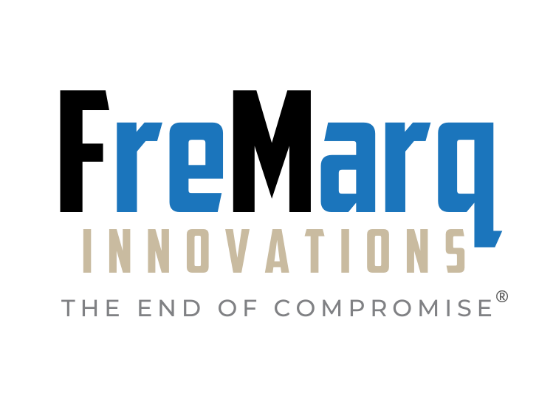 FreMarq
INNOVATIONS
THE END OF COMPROMISE®